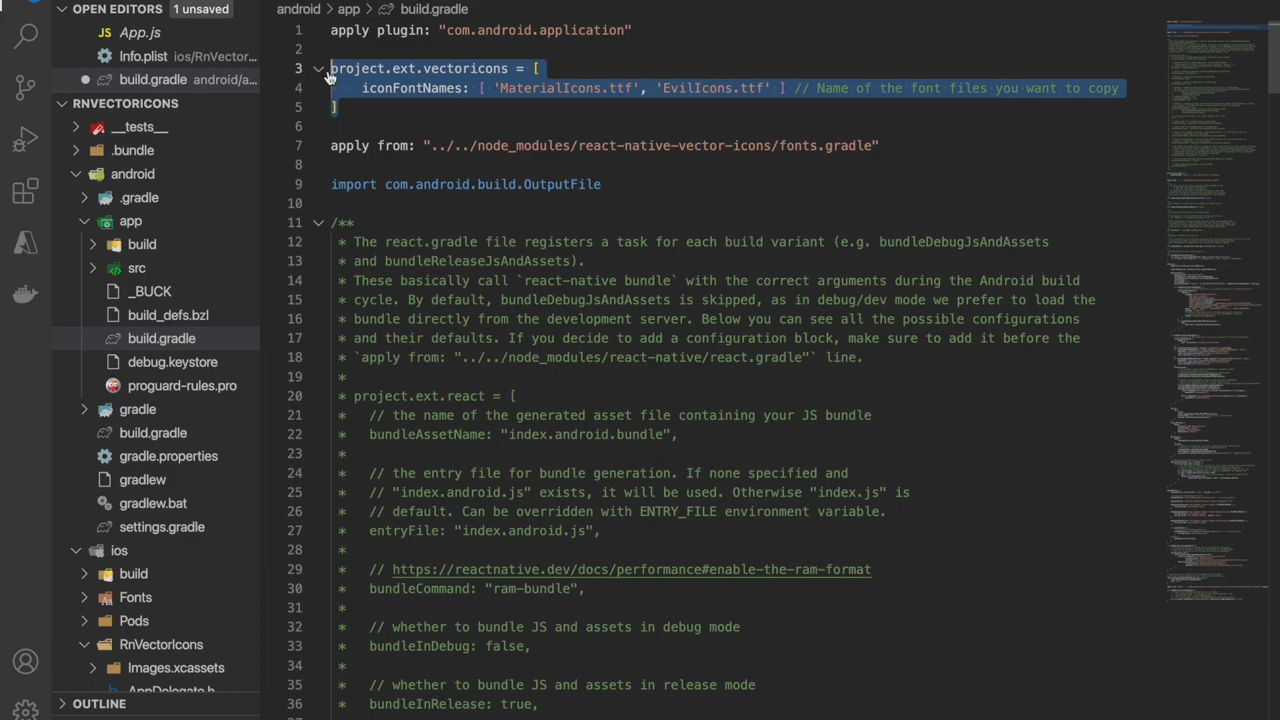 OPEN EDITORS 1 unsaved
App.js
Info.plist ios/RnVector...
build.gradle android/a...
RNVECTORICONS
__tests__
.bundle
android
.gradle
app
build
src
_BUCK
build_defs.bzl
build.gradle
debug.keystore
proguard-rules.pro
gradle
build.gradle
gradle.properties
gradlew
gradlew.bat
settings.gradle
ios
build
Fonts
Pods
RnVectorIcons
Images.xcassets
AppDelegate.h
OUTLINE
android app build.gradle
1 apply plugin: "com.android.application"
2
3 project.ext.vectoricons = [
4 iconFontNames: [ 'MaterialIcons.ttf', 'EvilIcons.ttf' ] // Name of the font files you want to copy
5 ]
6
7 apply from: "../../node_modules/react-native-vector-icons/fonts.gradle"
8
9 import com.android.build.OutputFile
10
11 /**
12 * The react.gradle file registers a task for each build variant (e.g. bundleDebugJsAndAssets
13 * and bundleReleaseJsAndAssets).
14 * These basically call `react-native bundle` with the correct arguments during the Android build
15 * cycle. By default, bundleDebugJsAndAssets is skipped, as in debug/dev mode we prefer to load the
16 * bundle directly from the development server. Below you can see all the possible configurations
17 * and their defaults. If you decide to add a configuration block, make sure to add it before the
18 * `apply from: "../../node_modules/react-native/react.gradle"` line.
19 *
20 * project.ext.react = [
21 * // the name of the generated asset file containing your JS bundle
22 * bundleAssetName: "index.android.bundle",
23 *
24 * // the entry file for bundle generation. If none specified and
25 * // "index.android.js" exists, it will be used. Otherwise "index.js" is
26 * // default. Can be overridden with ENTRY_FILE environment variable.
27 * entryFile: "index.android.js",
28 *
29 * // https://reactnative.dev/docs/performance#enable-the-ram-format
30 * bundleCommand: "ram-bundle",
31 *
32 * // whether to bundle JS and assets in debug mode
33 * bundleInDebug: false,
34 *
35 * // whether to bundle JS and assets in release mode
36 * bundleInRelease: true,